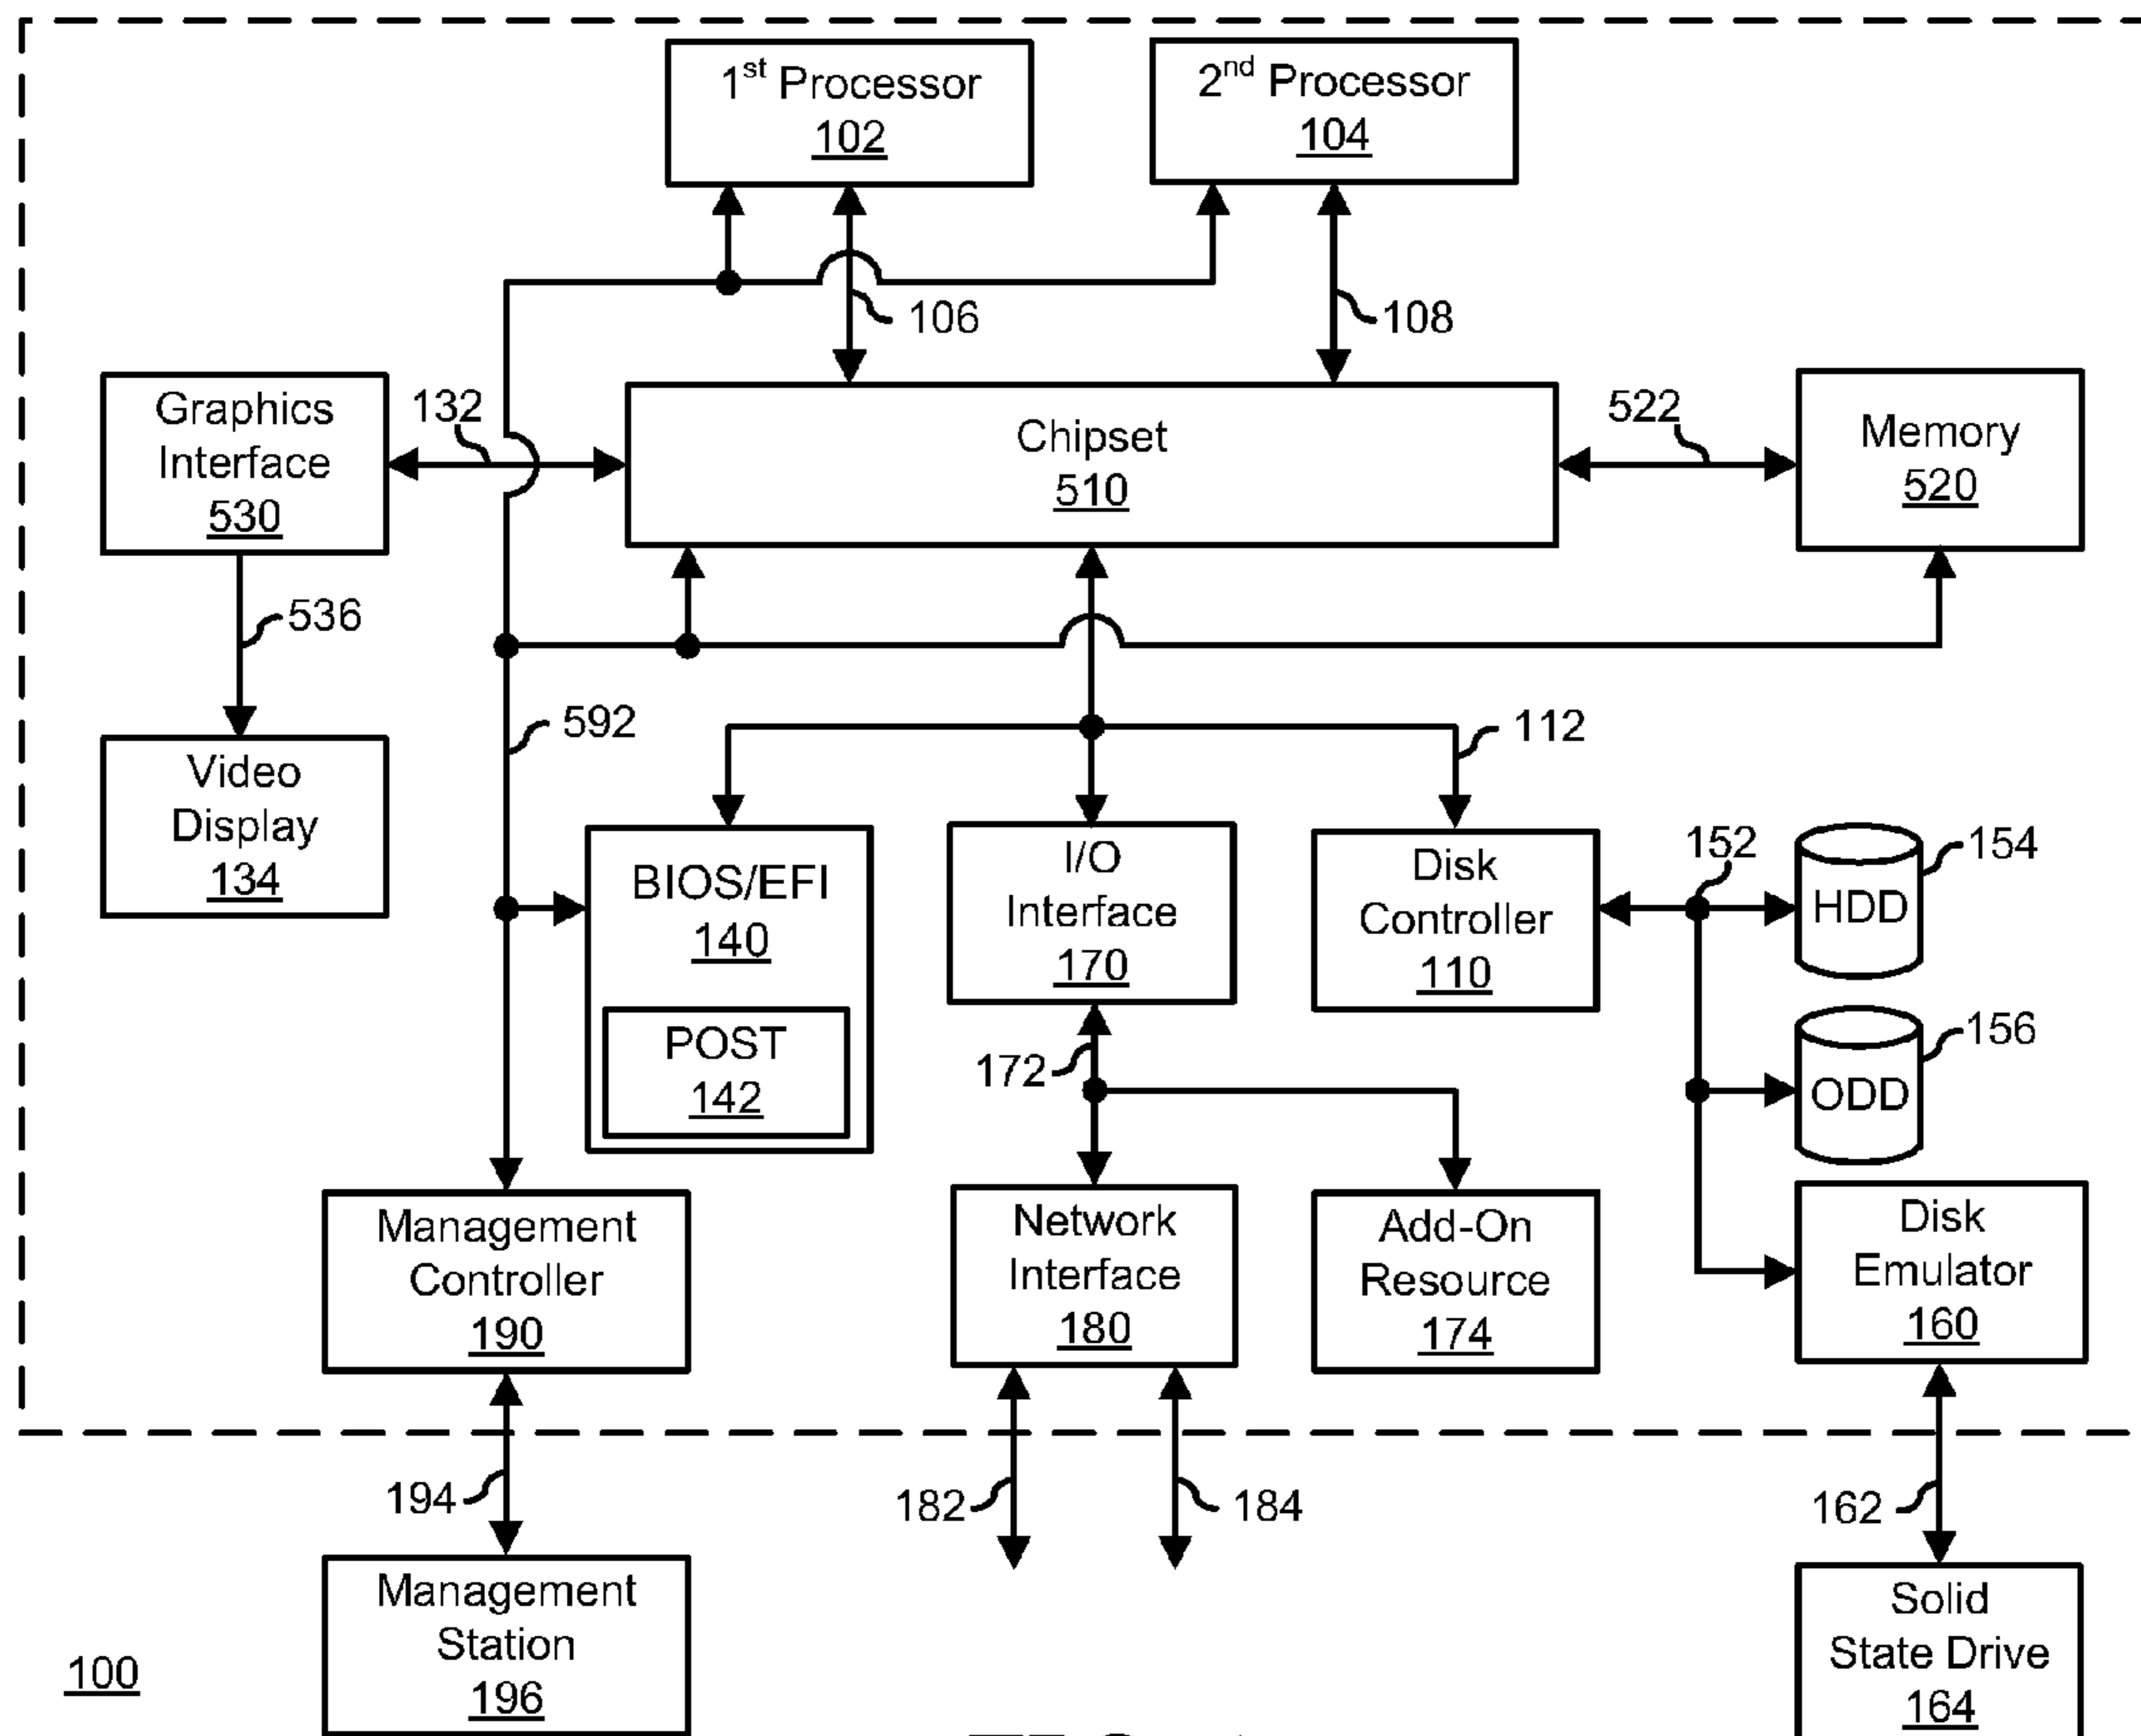 1st Processor
102
2nd Processor
104
106
108
Graphics
Interface
530
132
Chipset
510
522
Memory
520
536
592
112
Video
Display
134
BIOS/EFI
140
POST
142
I/O
Interface
170
Disk
Controller
110
152
HDD
154
172
ODD
156
Management
Controller
190
Network
Interface
180
Add-On
Resource
174
Disk
Emulator
160
194
182
184
162
Management
Station
196
Solid
State Drive
164
100